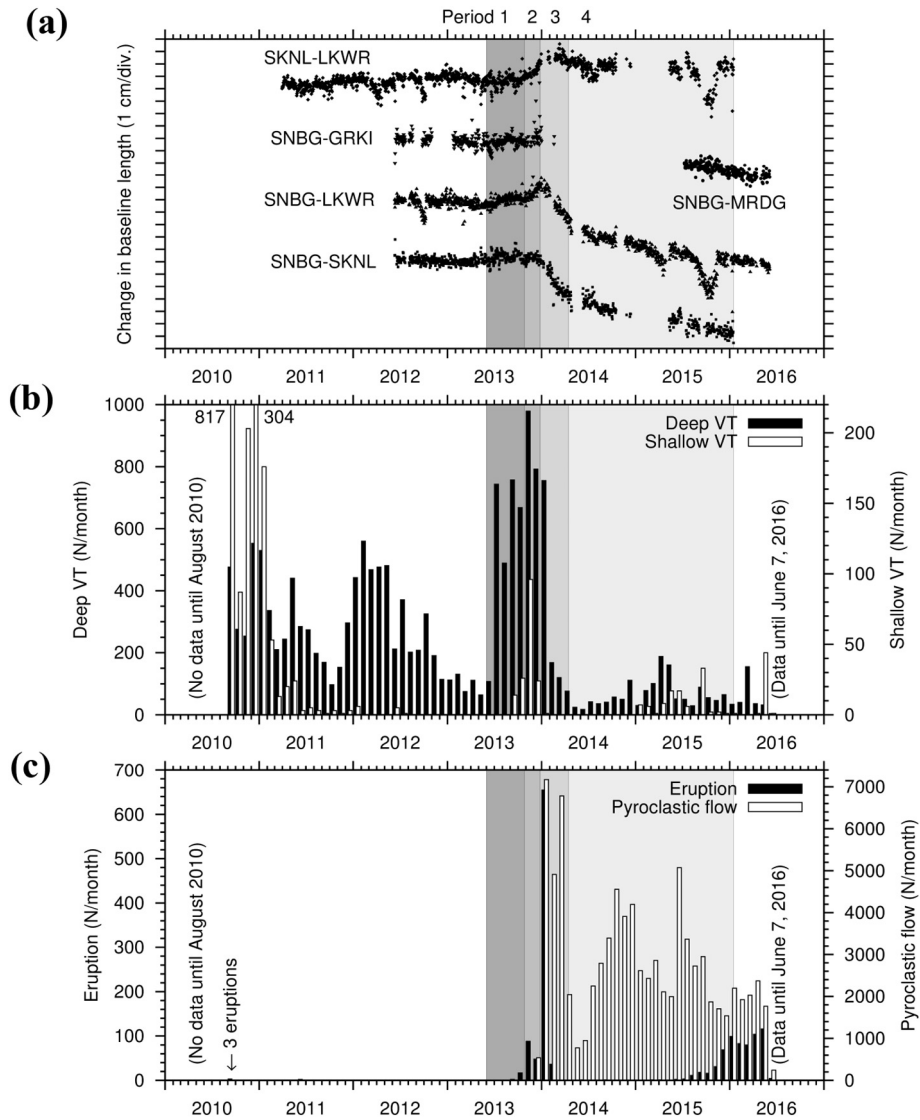 (a)
Period 1 2 3 4
SKNL-LKWR
SNBG-GRKI
SNBG-LKWR
SNBG-MRDG
SNBG-SKNL
Change in baseline length (1 cm/div.)
2010 2011 2012 2013 2014 2015 2016
(b)
1000
800
600
400
200
0
Deep VT (N/month)
817
304
(No data until August 2010)
Deep VT
Shallow VT
(Data until June 7, 2016)
200
150
100
50
0
Shallow VT (N/month)
2010 2011 2012 2013 2014 2015 2016
(c)
700
600
500
400
300
200
100
0
Eruption (N/month)
(No data until August 2010)
← 3 eruptions
Eruption
Pyroclastic flow
(Data until June 7, 2016)
7000
6000
5000
4000
3000
2000
1000
0
Pyroclastic flow (N/month)
2010 2011 2012 2013 2014 2015 2016